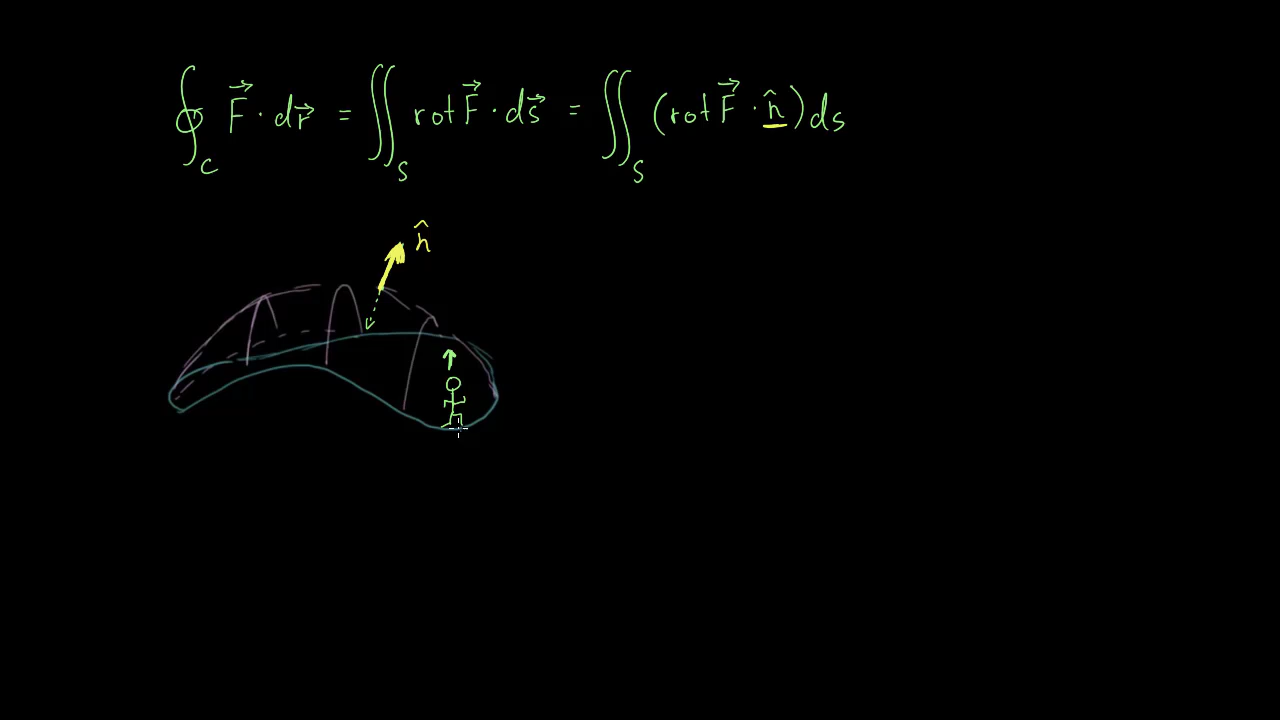 ∮_C F⃗ · dr⃗ = ∬_S rot F⃗ · ds⃗ = ∬_S (rot F⃗ · n̂) ds
n̂